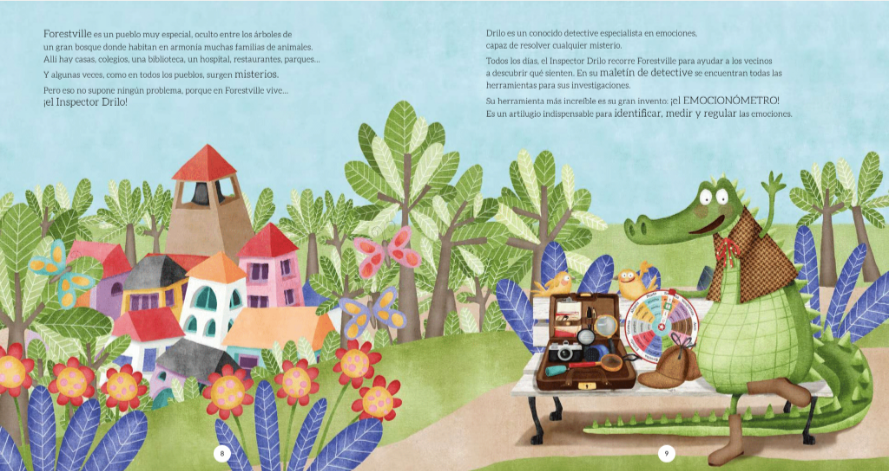 Forestville es un pueblo muy especial, oculto entre los árboles de
un gran bosque donde habitan en armonía muchas familias de animales.
Allí hay casas, colegios, una biblioteca, un hospital, restaurantes, parques...
Y algunas veces, como en todos los pueblos, surgen misterios.
Pero eso no supone ningún problema, porque en Forestville vive...
¡el Inspector Drilo!
8
Drilo es un conocido detective especialista en emociones,
capaz de resolver cualquier misterio.
Todos los días, el Inspector Drilo recorre Forestville para ayudar a los vecinos
a descubrir qué sienten. En su maletín de detective se encuentran todas las
herramientas para sus investigaciones.
Su herramienta más increíble es su gran invento: ¡el EMOCIONÓMETRO!
Es un artilugio indispensable para identificar, medir y regular las emociones.
9